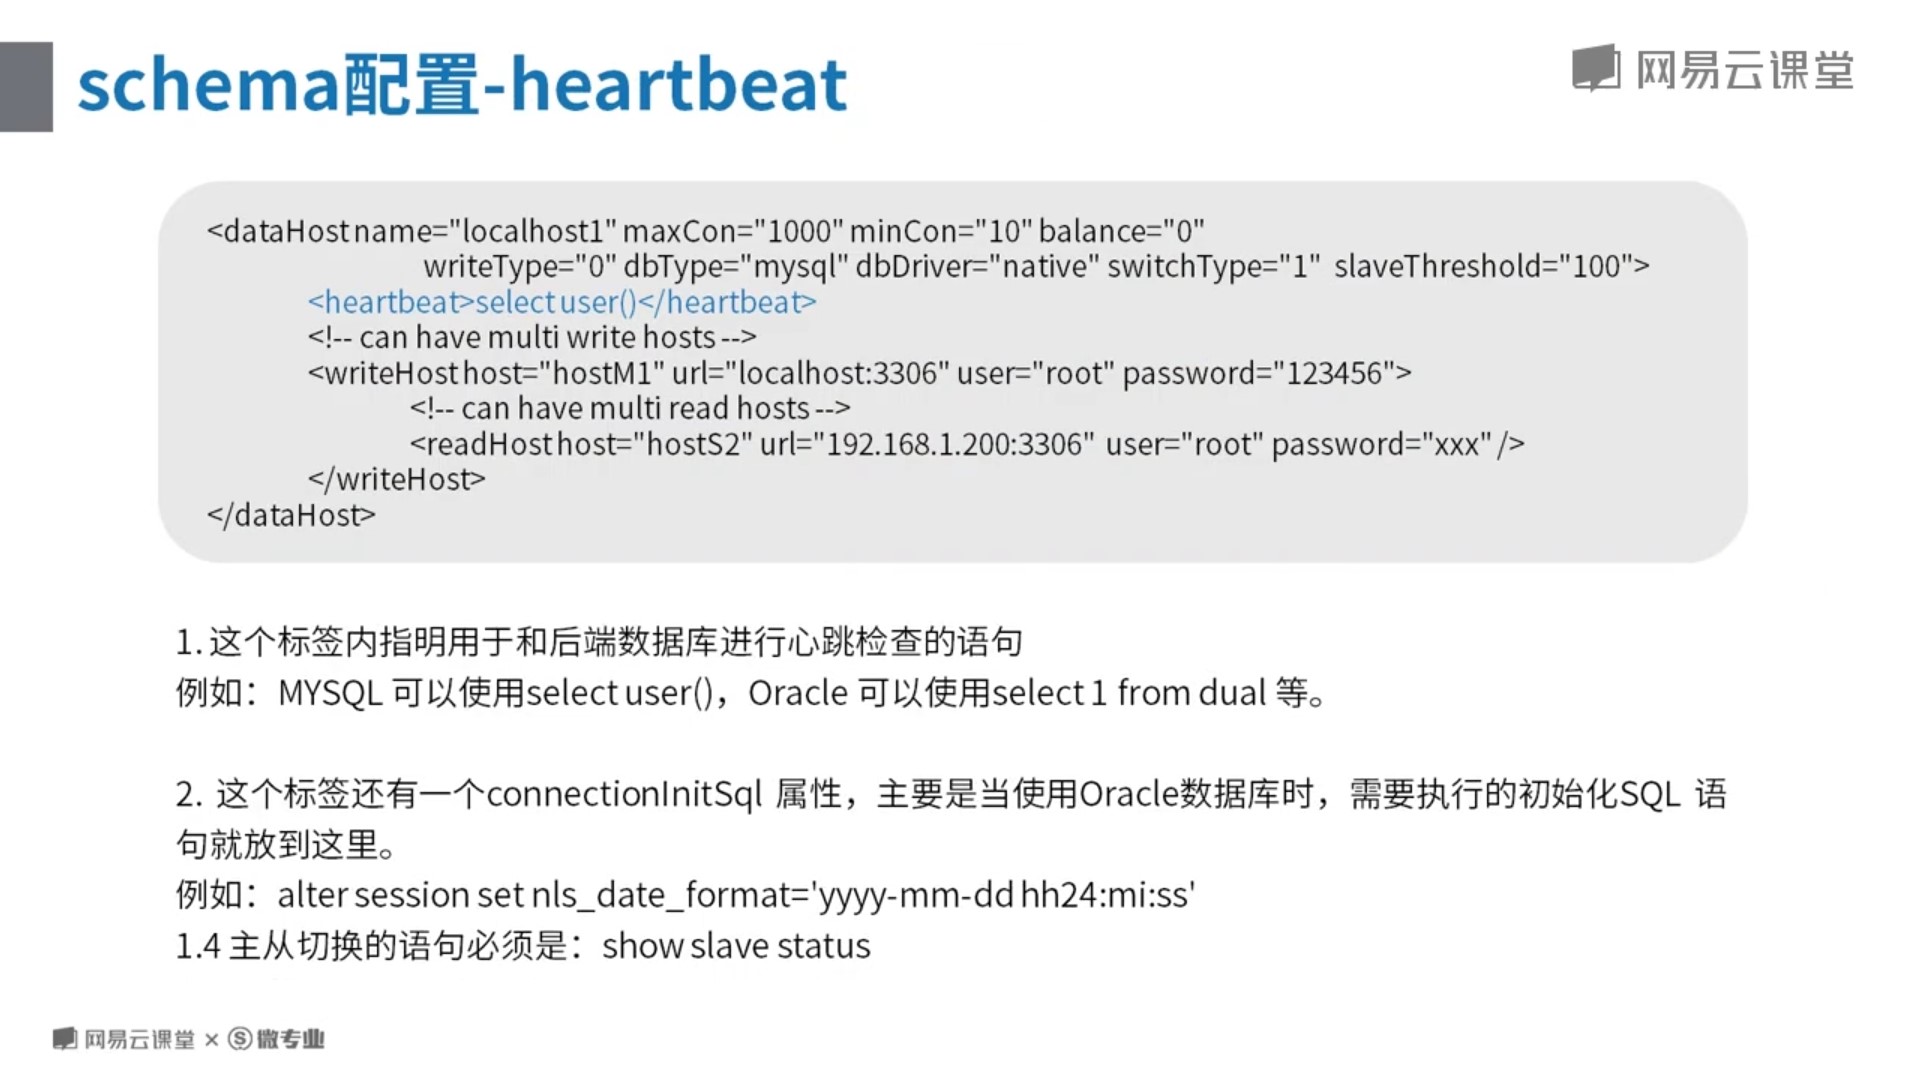 schema配置-heartbeat
网易云课堂
<dataHost name="localhost1" maxCon="1000" minCon="10" balance="0"
writeType="0" dbType="mysql" dbDriver="native" switchType="1" slaveThreshold="100">
<heartbeat>select user()</heartbeat>
<!-- can have multi write hosts -->
<writeHost host="hostM1" url="localhost:3306" user="root" password="123456">
<!-- can have multi read hosts -->
<readHost host="hostS2" url="192.168.1.200:3306" user="root" password="xxx" />
</writeHost>
</dataHost>
1. 这个标签内指明用于和后端数据库进行心跳检查的语句
例如：MYSQL 可以使用select user()，Oracle 可以使用select 1 from dual 等。
2. 这个标签还有一个connectionInitSql 属性，主要是当使用Oracle数据库时，需要执行的初始化SQL 语
句就放到这里。
例如：alter session set nls_date_format='yyyy-mm-dd hh24:mi:ss'
1.4 主从切换的语句必须是：show slave status
网易云课堂 × Ⓢ微专业